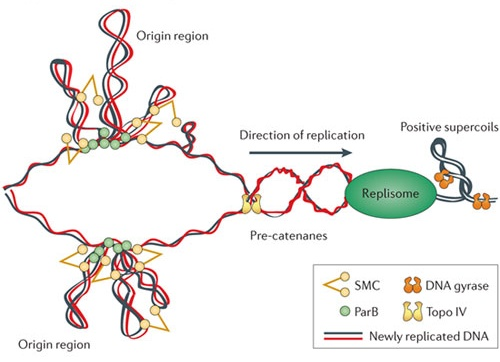 Origin region
Direction of replication
Positive supercoils
Replisome
Pre-catenanes
SMC
DNA gyrase
ParB
Topo IV
Newly replicated DNA
Origin region